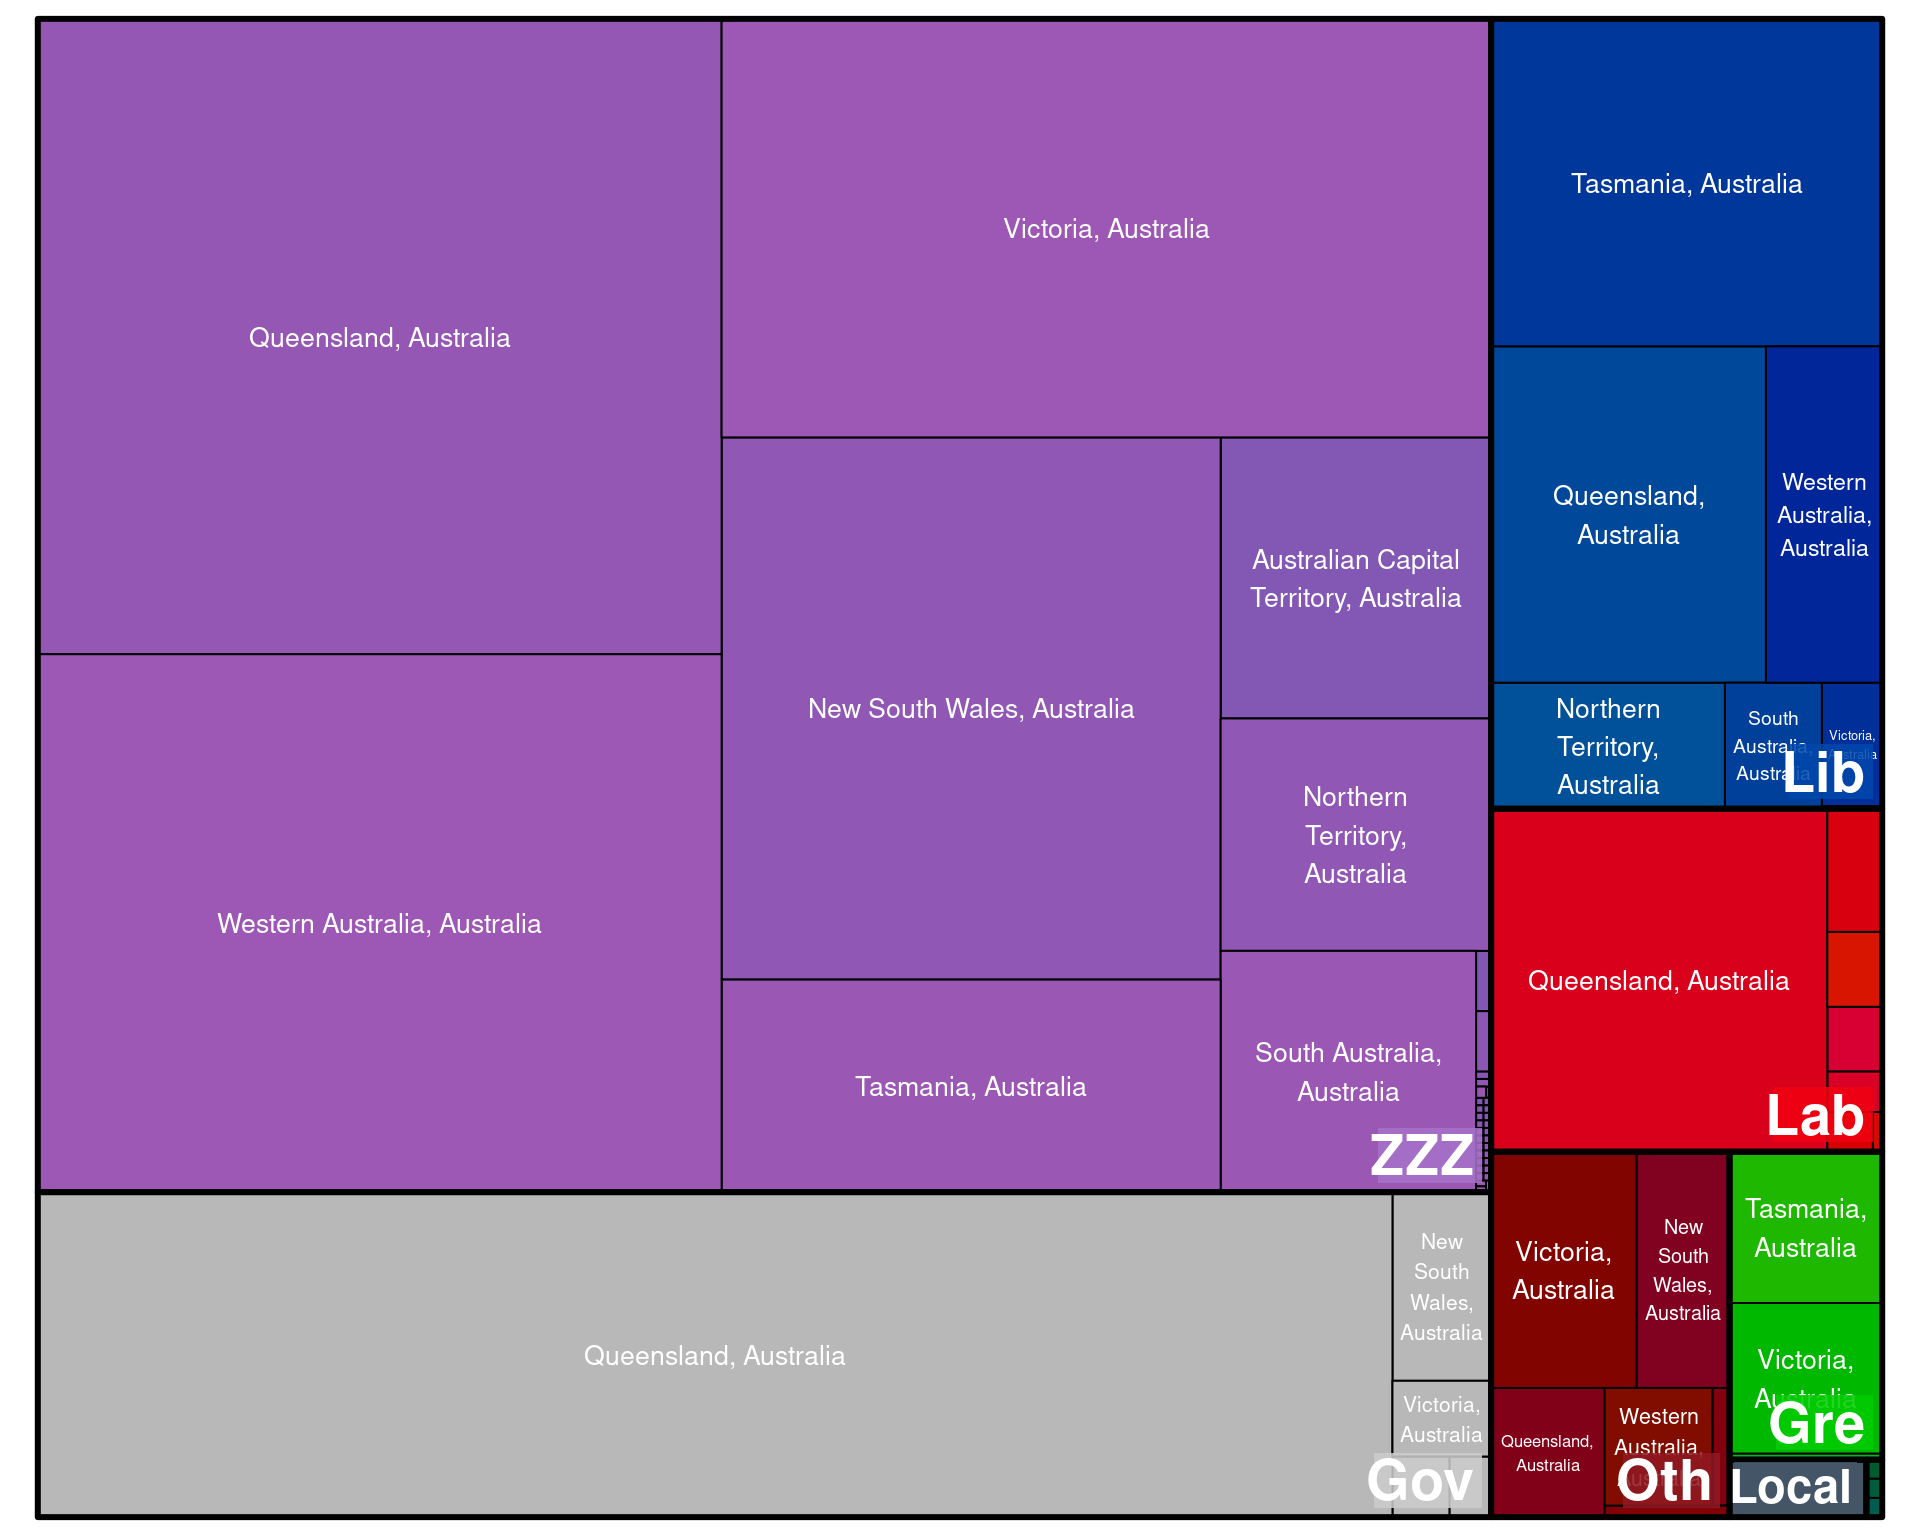 Queensland, Australia
Victoria, Australia
Western Australia, Australia
New South Wales, Australia
Tasmania, Australia
Australian Capital
Territory, Australia
Northern
Territory,
Australia
South Australia,
Australia
ZZZ
Queensland, Australia
New
South
Wales,
Australia
Victoria,
Australia
Gov
Tasmania, Australia
Queensland,
Australia
Western
Australia,
Australia
Northern
Territory,
Australia
South
Australia,
Australia
Victoria,
Australia
Lib
Queensland, Australia
Lab
Victoria,
Australia
New
South
Wales,
Australia
Queensland,
Australia
Western
Australia,
Australia
Oth
Tasmania,
Australia
Victoria,
Australia
Gre
Local